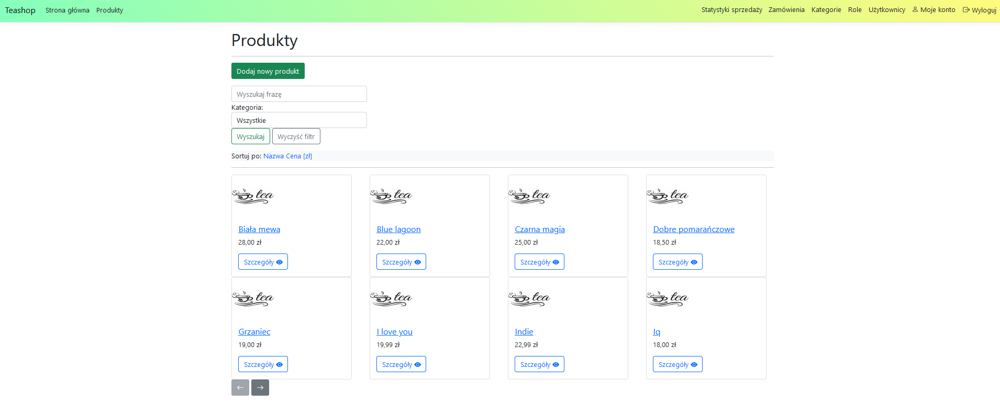 Teashop Strona główna Produkty Statystyki sprzedaży Zamówienia Kategorie Role Użytkownicy Moje konto Wyloguj
Produkty
Dodaj nowy produkt
Wyszukaj frazę
Kategoria:
Wszystkie
Wyszukaj Wyczyść filtr
Sortuj po: Nazwa Cena [zł]
tea tea tea tea
Biała mewa Blue lagoon Czarna magia Dobre pomarańczowe
28,00 zł 22,00 zł 25,00 zł 18,50 zł
Szczegóły Szczegóły Szczegóły Szczegóły
tea tea tea tea
Grzaniec I love you Indie Iq
19,00 zł 19,99 zł 22,99 zł 18,00 zł
Szczegóły Szczegóły Szczegóły Szczegóły
← →